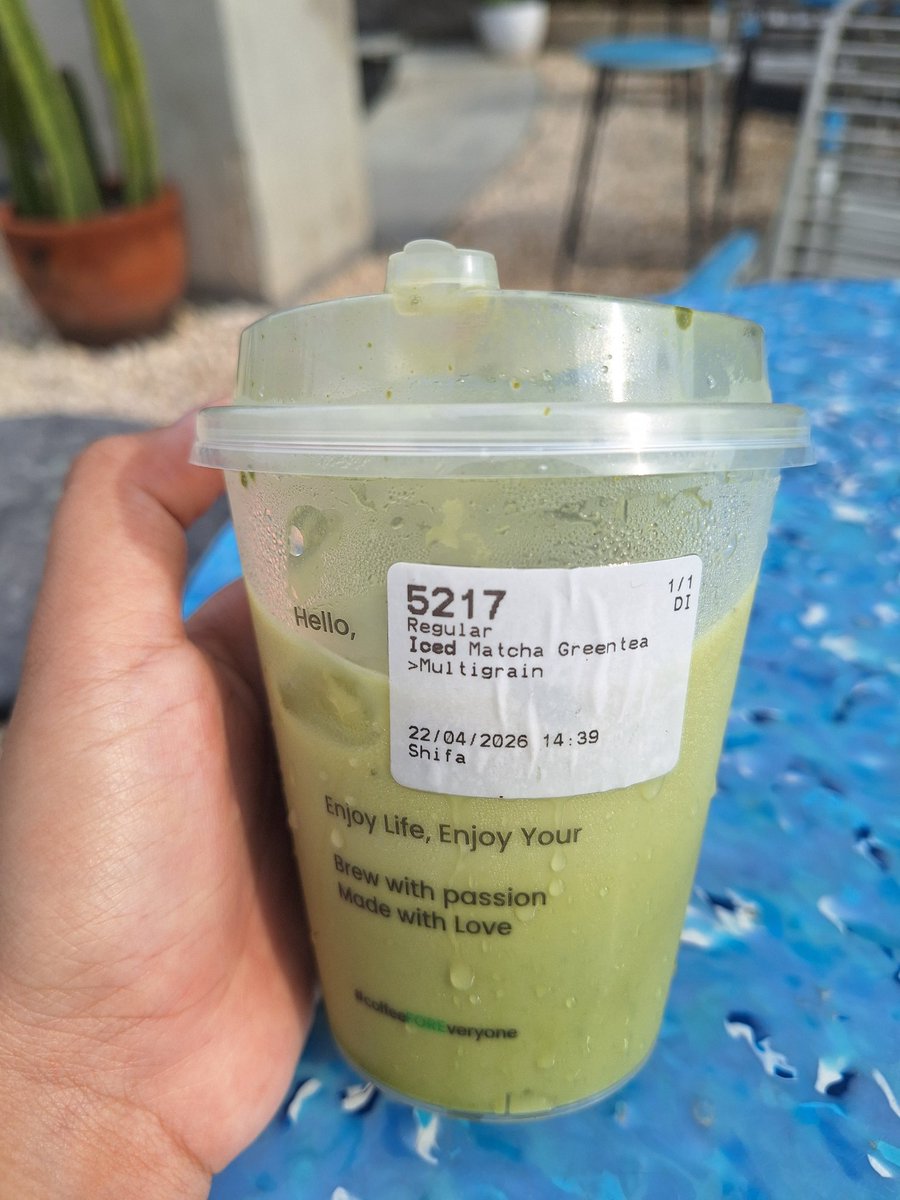 Hello,
5217
1/1
DI
Regular
Iced Matcha Greentea
>Multigrain
22/04/2026 14:39
Shifa
Enjoy Life, Enjoy Your
Brew with passion
Made with Love
#coffeeFOREveryone